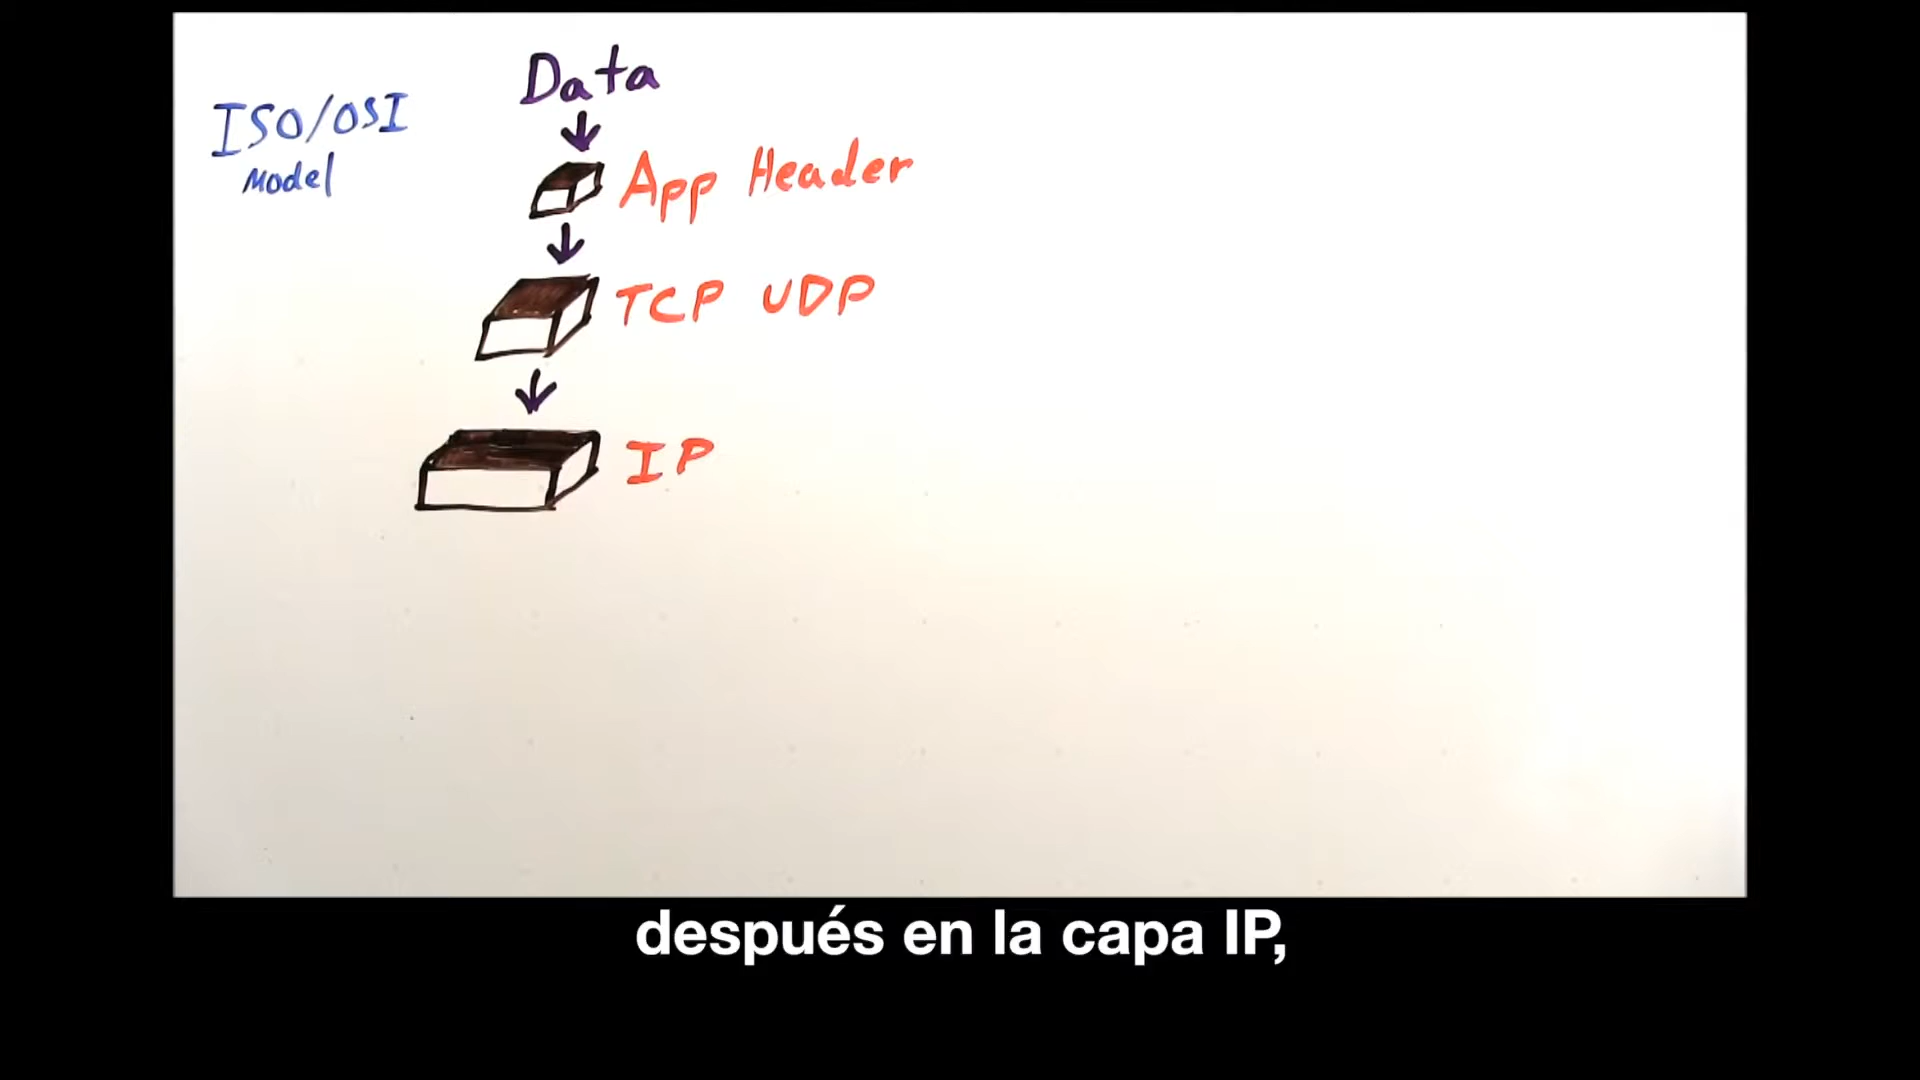 Data
ISO/OSI
Model
App Header
TCP UDP
IP
después en la capa IP,